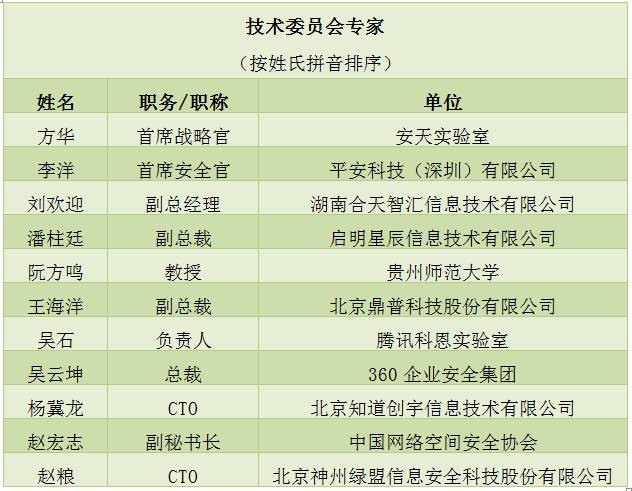 技术委员会专家
（按姓氏拼音排序）
姓名 职务/职称 单位
方华 首席战略官 安天实验室
李洋 首席安全官 平安科技（深圳）有限公司
刘欢迎 副总经理 湖南合天智汇信息技术有限公司
潘柱廷 副总裁 启明星辰信息技术有限公司
阮方鸣 教授 贵州师范大学
王海洋 副总裁 北京鼎普科技股份有限公司
吴石 负责人 腾讯科恩实验室
吴云坤 总裁 360 企业安全集团
杨冀龙 CTO 北京知道创宇信息技术有限公司
赵宏志 副秘书长 中国网络空间安全协会
赵粮 CTO 北京神州绿盟信息安全科技股份有限公司